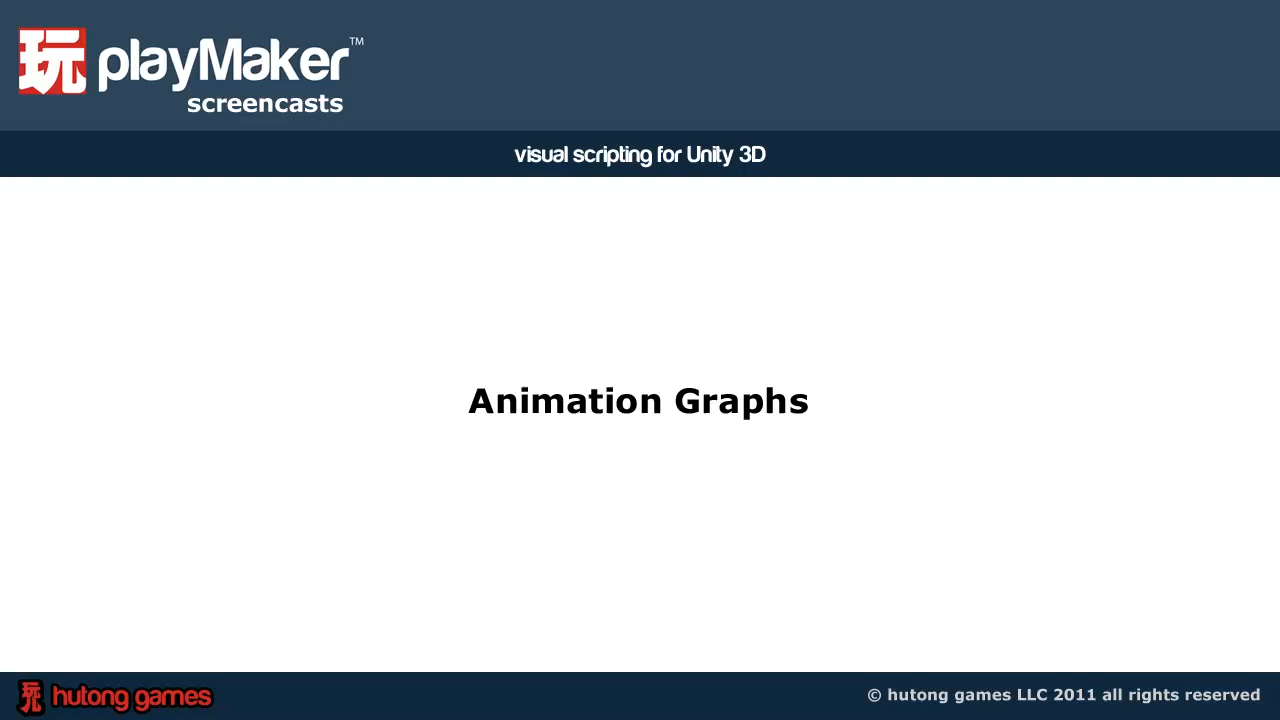 玩 playMaker™
screencasts
visual scripting for Unity 3D
Animation Graphs
玩 hutong games
© hutong games LLC 2011 all rights reserved